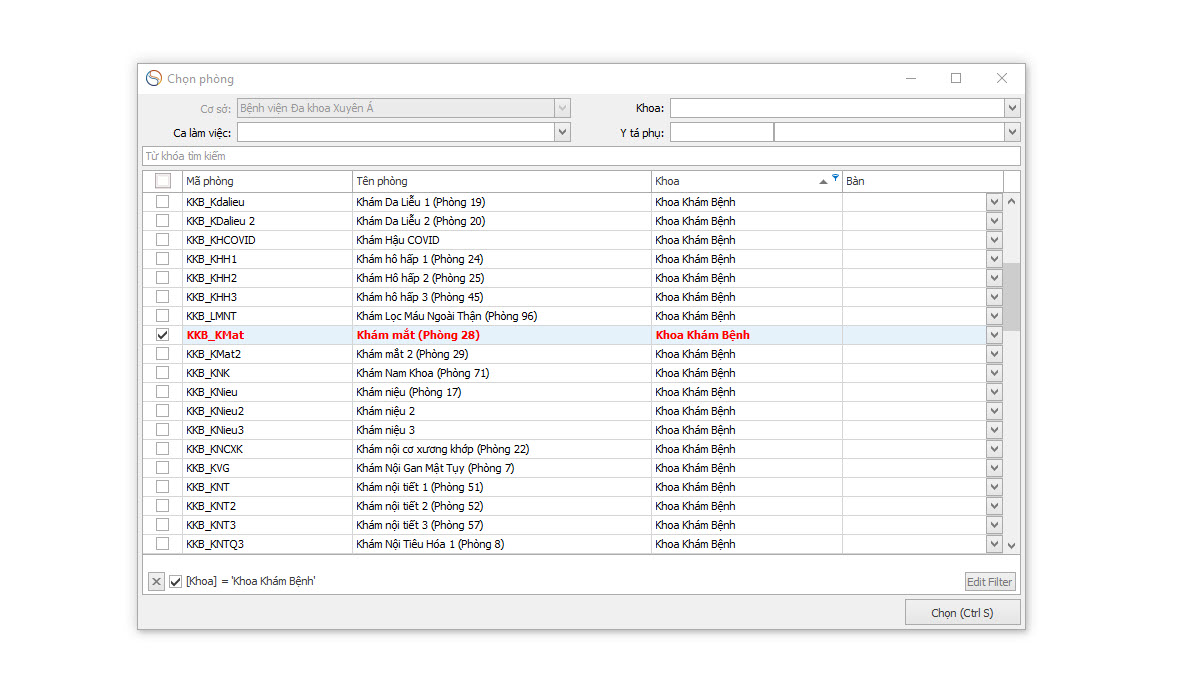 Chọn phòng
Cơ sở: Bệnh viện Đa khoa Xuyên Á Khoa:
Ca làm việc: Y tá phụ:
Từ khóa tìm kiếm
Mã phòng Tên phòng Khoa Bàn
KKB_Kdalieu Khám Da Liễu 1 (Phòng 19) Khoa Khám Bệnh
KKB_KDalieu 2 Khám Da Liễu 2 (Phòng 20) Khoa Khám Bệnh
KKB_KHCOVID Khám Hậu COVID Khoa Khám Bệnh
KKB_KHH1 Khám hô hấp 1 (Phòng 24) Khoa Khám Bệnh
KKB_KHH2 Khám Hô hấp 2 (Phòng 25) Khoa Khám Bệnh
KKB_KHH3 Khám hô hấp 3 (Phòng 45) Khoa Khám Bệnh
KKB_LMNT Khám Lọc Máu Ngoài Thận (Phòng 96) Khoa Khám Bệnh
KKB_KMat Khám mắt (Phòng 28) Khoa Khám Bệnh
KKB_KMat2 Khám mắt 2 (Phòng 29) Khoa Khám Bệnh
KKB_KNK Khám Nam Khoa (Phòng 71) Khoa Khám Bệnh
KKB_KNieu Khám niệu (Phòng 17) Khoa Khám Bệnh
KKB_KNieu2 Khám niệu 2 Khoa Khám Bệnh
KKB_KNieu3 Khám niệu 3 Khoa Khám Bệnh
KKB_KNCXK Khám nội cơ xương khớp (Phòng 22) Khoa Khám Bệnh
KKB_KVG Khám Nội Gan Mật Tụy (Phòng 7) Khoa Khám Bệnh
KKB_KNT Khám nội tiết 1 (Phòng 51) Khoa Khám Bệnh
KKB_KNT2 Khám nội tiết 2 (Phòng 52) Khoa Khám Bệnh
KKB_KNT3 Khám nội tiết 3 (Phòng 57) Khoa Khám Bệnh
KKB_KNTQ3 Khám Nội Tiêu Hóa 1 (Phòng 8) Khoa Khám Bệnh
[Khoa] = 'Khoa Khám Bệnh' Edit Filter
Chọn (Ctrl S)